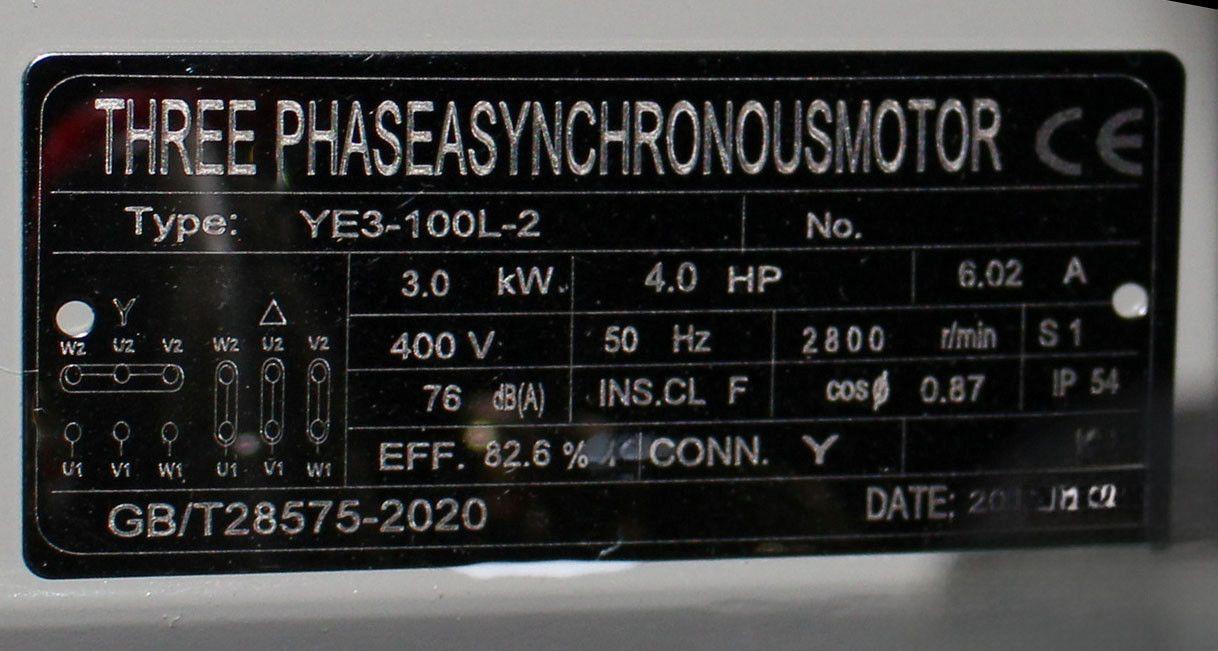 THREE PHASEASYNCHRONOUSMOTOR CE
Type: YE3-100L-2 No.
3.0 kW 4.0 HP 6.02 A
400 V 50 Hz 2800 r/min S 1
76 dB(A) INS.CL F cosϕ 0.87 IP 54
EFF. 82.6 % CONN. Y
Y △
W2 U2 V2 W2 U2 V2
U1 V1 W1 U1 V1 W1
GB/T28575-2020 DATE: